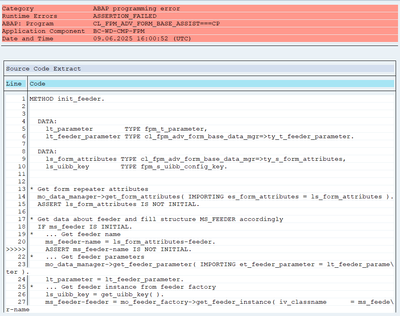 Category ABAP programming error
Runtime Errors ASSERTION_FAILED
ABAP: Program CL_FPM_ADV_FORM_BASE_ASSIST===CP
Application Component BC-WD-CMP-FPM
Date and Time 09.06.2025 16:00:52 (UTC)
Source Code Extract
Line Code
1 METHOD init_feeder.
2
3
4 DATA:
5 lt_parameter TYPE fpm_t_parameter,
6 lt_feeder_parameter TYPE cl_fpm_adv_form_base_data_mgr=>ty_t_feeder_parameter.
7
8 DATA:
9 ls_form_attributes TYPE cl_fpm_adv_form_base_data_mgr=>ty_s_form_attributes,
10 ls_uibb_key TYPE fpm_s_uibb_config_key.
11
12
13 * Get form repeater attributes
14 mo_data_manager->get_form_attributes( IMPORTING es_form_attributes = ls_form_attributes ).
15 ASSERT ls_form_attributes IS NOT INITIAL.
16
17 * Get data about feeder and fill structure MS_FEEDER accordingly
18 IF ms_feeder IS INITIAL.
19 * ... Get feeder name
20 ms_feeder-name = ls_form_attributes-feeder.
>>>>> ASSERT ms_feeder-name IS NOT INITIAL.
22 * ... Get feeder parameters
23 mo_data_manager->get_feeder_parameter( IMPORTING et_feeder_parameter = lt_feeder_parame\
ter ).
24 lt_parameter = lt_feeder_parameter.
25 * ... Get feeder instance from feeder factory
26 ls_uibb_key = get_uibb_key( ).
27 ms_feeder-feeder = mo_feeder_factory->get_feeder_instance( iv_classname = ms_feede\
r-name